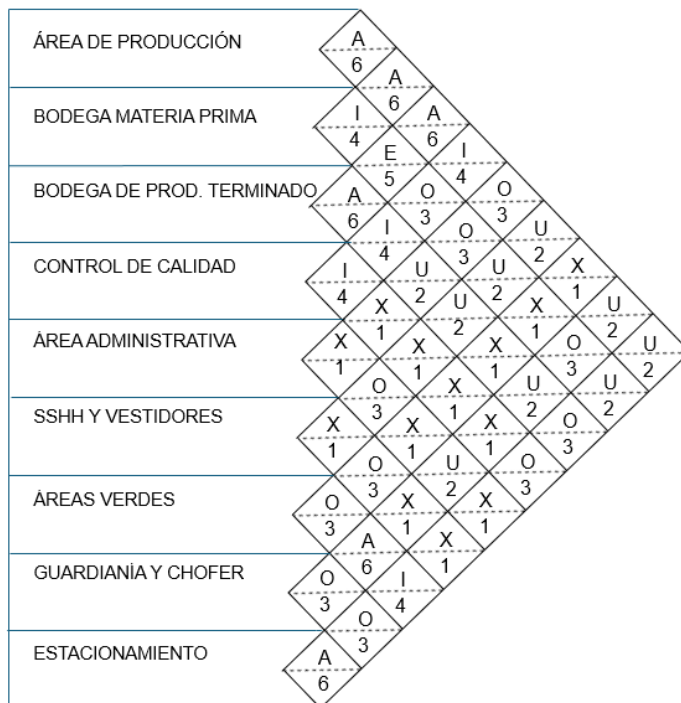 ÁREA DE PRODUCCIÓN A
6
A
6
BODEGA MATERIA PRIMA I A
4 6
E I
5 4
BODEGA DE PROD. TERMINADO A O O
6 3 3
I O U
4 3 2
CONTROL DE CALIDAD I U U X
4 2 2 1
X U X U
1 2 1 2
ÁREA ADMINISTRATIVA X X X O U
1 1 1 3 2
O X U U
3 1 2 2
SSHH Y VESTIDORES X X X O
1 1 1 3
O U O
3 2 3
ÁREAS VERDES O X X
3 1 1
A X
6 1
GUARDIANÍA Y CHOFER O I
3 4
O
3
ESTACIONAMIENTO A
6